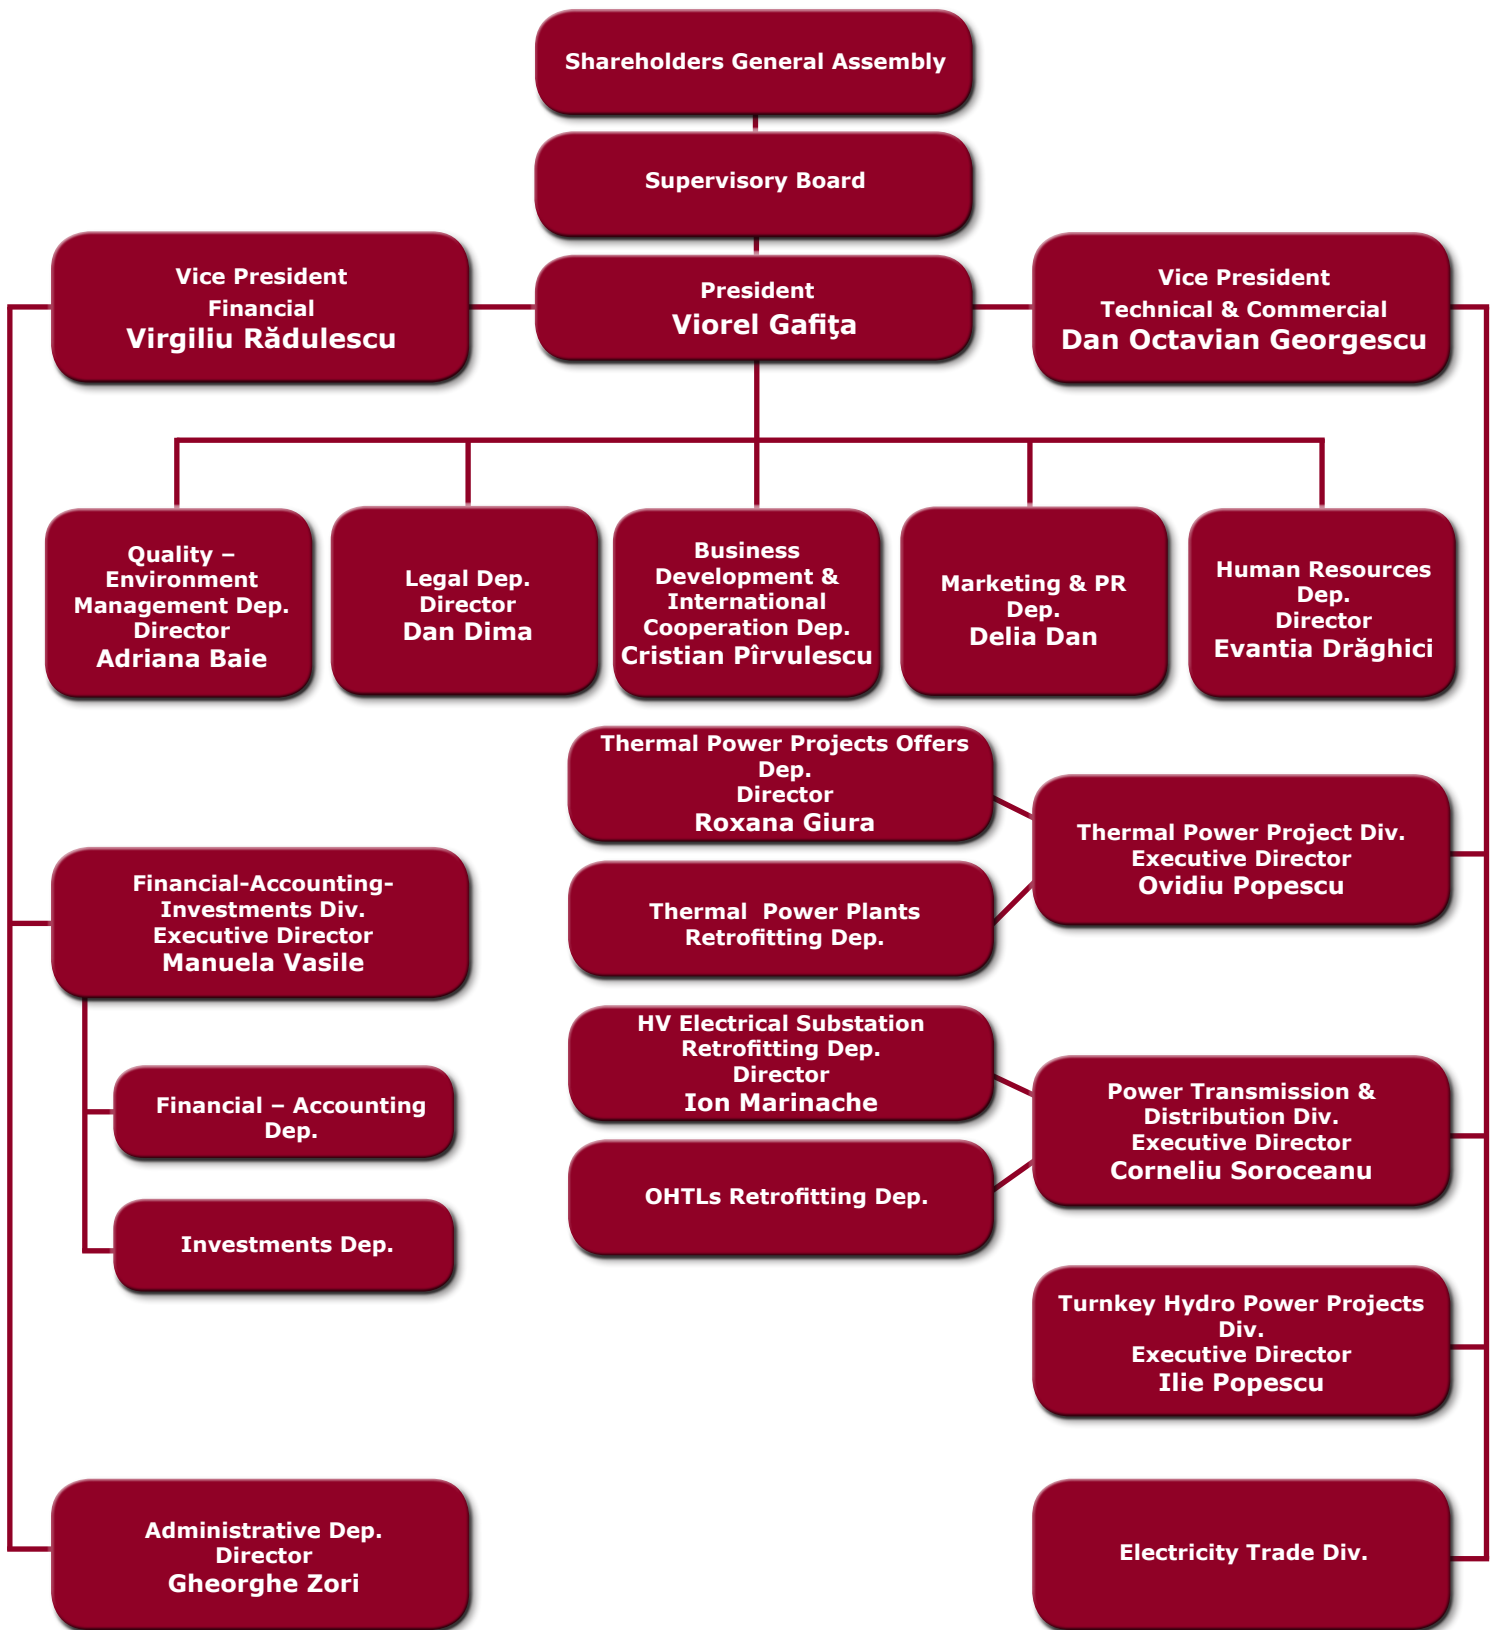 Shareholders General Assembly
Supervisory Board
Vice President
Financial
Virgiliu Rădulescu
President
Viorel Gafiţa
Vice President
Technical & Commercial
Dan Octavian Georgescu
Quality –
Environment
Management Dep.
Director
Adriana Baie
Legal Dep.
Director
Dan Dima
Business
Development &
International
Cooperation Dep.
Cristian Pîrvulescu
Marketing & PR
Dep.
Delia Dan
Human Resources
Dep.
Director
Evantia Drăghici
Thermal Power Projects Offers
Dep.
Director
Roxana Giura
Thermal Power Project Div.
Executive Director
Ovidiu Popescu
Thermal  Power Plants
Retrofitting Dep.
Financial-Accounting-
Investments Div.
Executive Director
Manuela Vasile
HV Electrical Substation
Retrofitting Dep.
Director
Ion Marinache
Power Transmission &
Distribution Div.
Executive Director
Corneliu Soroceanu
Financial – Accounting
Dep.
OHTLs Retrofitting Dep.
Investments Dep.
Turnkey Hydro Power Projects
Div.
Executive Director
Ilie Popescu
Administrative Dep.
Director
Gheorghe Zori
Electricity Trade Div.